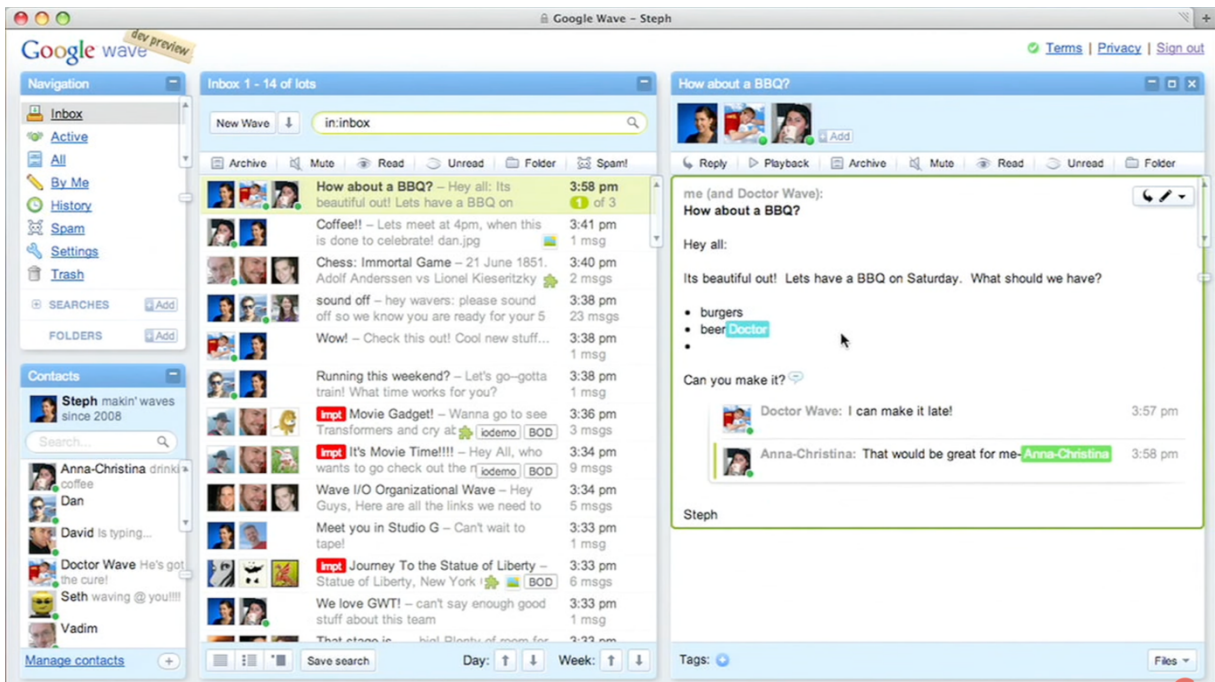 Google Wave – Steph
Google wave
dev preview
Terms | Privacy | Sign out
Navigation
Inbox
Active
All
By Me
History
Spam
Settings
Trash
SEARCHES Add
FOLDERS Add
Contacts
Steph makin' waves
since 2008
Search...
Anna-Christina drinkin
coffee
Dan
David Is typing...
Doctor Wave He's got
the cure!
Seth waving @ you!!!!
Vadim
Manage contacts
Inbox 1 - 14 of lots
New Wave in:inbox
Archive Mute Read Unread Folder Spam!
How about a BBQ? – Hey all: Its 3:58 pm
beautiful out! Lets have a BBQ on 1 of 3
Coffee!! – Lets meet at 4pm, when this 3:41 pm
is done to celebrate! dan.jpg 1 msg
Chess: Immortal Game – 21 June 1851. 3:40 pm
Adolf Anderssen vs Lionel Kieseritzky 2 msgs
sound off – hey wavers: please sound 3:38 pm
off so we know you are ready for your 5 23 msgs
Wow! – Check this out! Cool new stuff... 3:38 pm
1 msg
Running this weekend? – Let's go--gotta 3:38 pm
train! What time works for you? 1 msg
Impt Movie Gadget! – Wanna go to see 3:36 pm
Transformers and cry at iodemo BOD 3 msgs
Impt It's Movie Time!!!! – Hey All, who 3:34 pm
wants to go check out the iodemo BOD 9 msgs
Wave I/O Organizational Wave – Hey 3:34 pm
Guys, Here are all the links we need to 5 msgs
Meet you in Studio G – Can't wait to 3:33 pm
tape! 1 msg
Impt Journey To the Statue of Liberty – 3:33 pm
Statue of Liberty, New York BOD 6 msgs
We love GWT! – can't say enough good 3:33 pm
stuff about this team 1 msg
That stage is big! Plenty of room for 3:33 pm
Save search Day: Week:
How about a BBQ?
Add
Reply Playback Archive Mute Read Unread Folder
me (and Doctor Wave):
How about a BBQ?
Hey all:
Its beautiful out! Lets have a BBQ on Saturday. What should we have?
• burgers
• beer Doctor
•
Can you make it?
Doctor Wave: I can make it late! 3:57 pm
Anna-Christina: That would be great for me- Anna-Christina 3:58 pm
Steph
Tags: Files